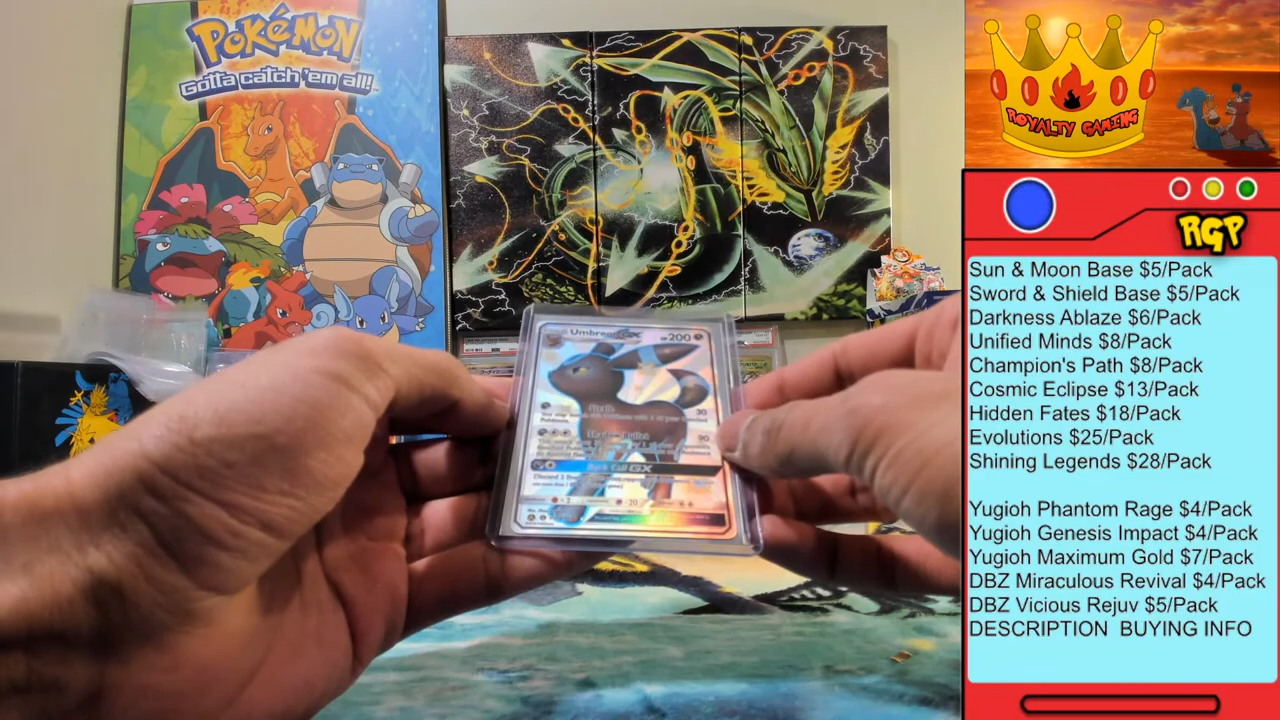 POKéMON
Gotta catch 'em all!
ROYALTY GAMING
RGP
Sun & Moon Base $5/Pack
Sword & Shield Base $5/Pack
Darkness Ablaze $6/Pack
Unified Minds $8/Pack
Champion's Path $8/Pack
Cosmic Eclipse $13/Pack
Hidden Fates $18/Pack
Evolutions $25/Pack
Shining Legends $28/Pack
Yugioh Phantom Rage $4/Pack
Yugioh Genesis Impact $4/Pack
Yugioh Maximum Gold $7/Pack
DBZ Miraculous Revival $4/Pack
DBZ Vicious Rejuv $5/Pack
DESCRIPTION BUYING INFO
Umbreon GX 200
30
90
Dark Call GX